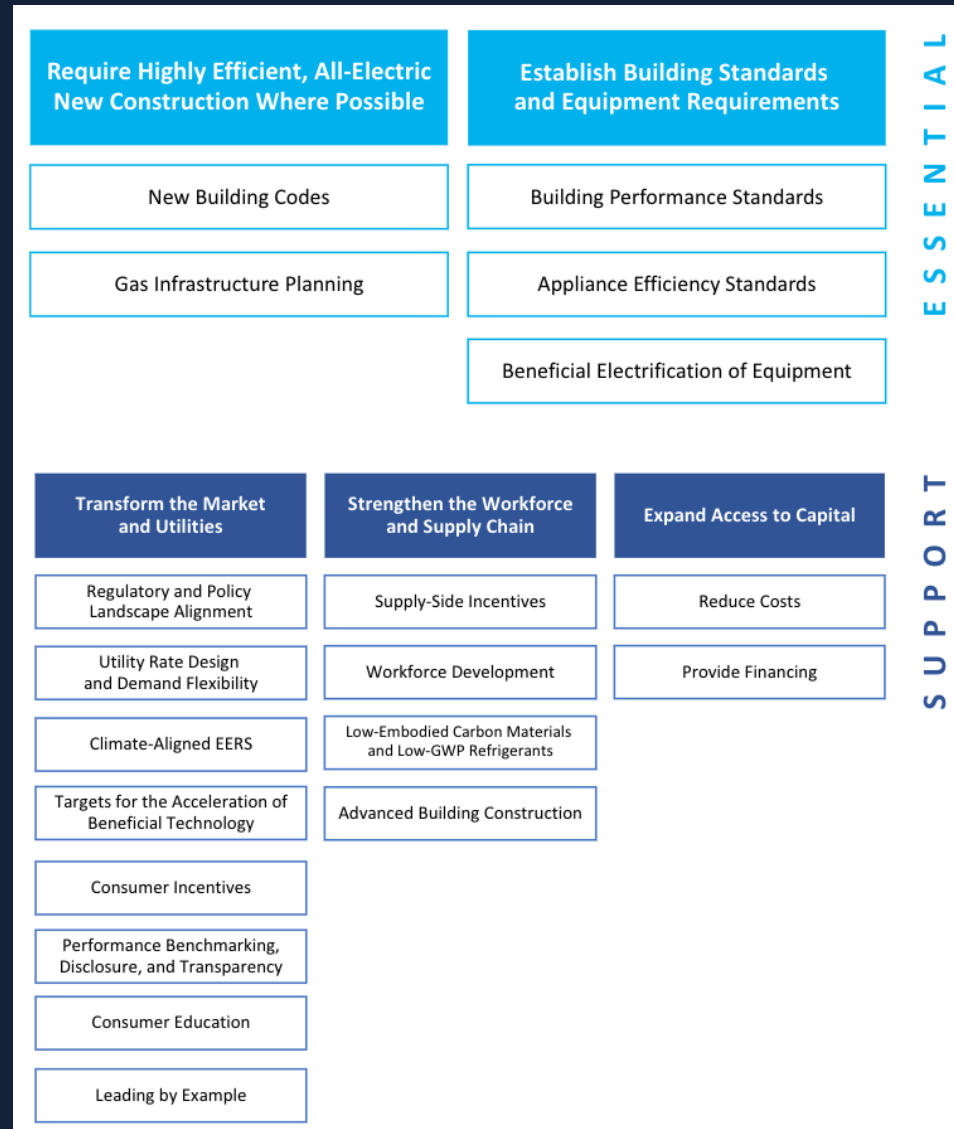 Require Highly Efficient, All-Electric
New Construction Where Possible
New Building Codes
Gas Infrastructure Planning
Establish Building Standards
and Equipment Requirements
Building Performance Standards
Appliance Efficiency Standards
Beneficial Electrification of Equipment
ESSENTIAL
Transform the Market
and Utilities
Regulatory and Policy
Landscape Alignment
Utility Rate Design
and Demand Flexibility
Climate-Aligned EERS
Targets for the Acceleration of
Beneficial Technology
Consumer Incentives
Performance Benchmarking,
Disclosure, and Transparency
Consumer Education
Leading by Example
Strengthen the Workforce
and Supply Chain
Supply-Side Incentives
Workforce Development
Low-Embodied Carbon Materials
and Low-GWP Refrigerants
Advanced Building Construction
Expand Access to Capital
Reduce Costs
Provide Financing
SUPPORT